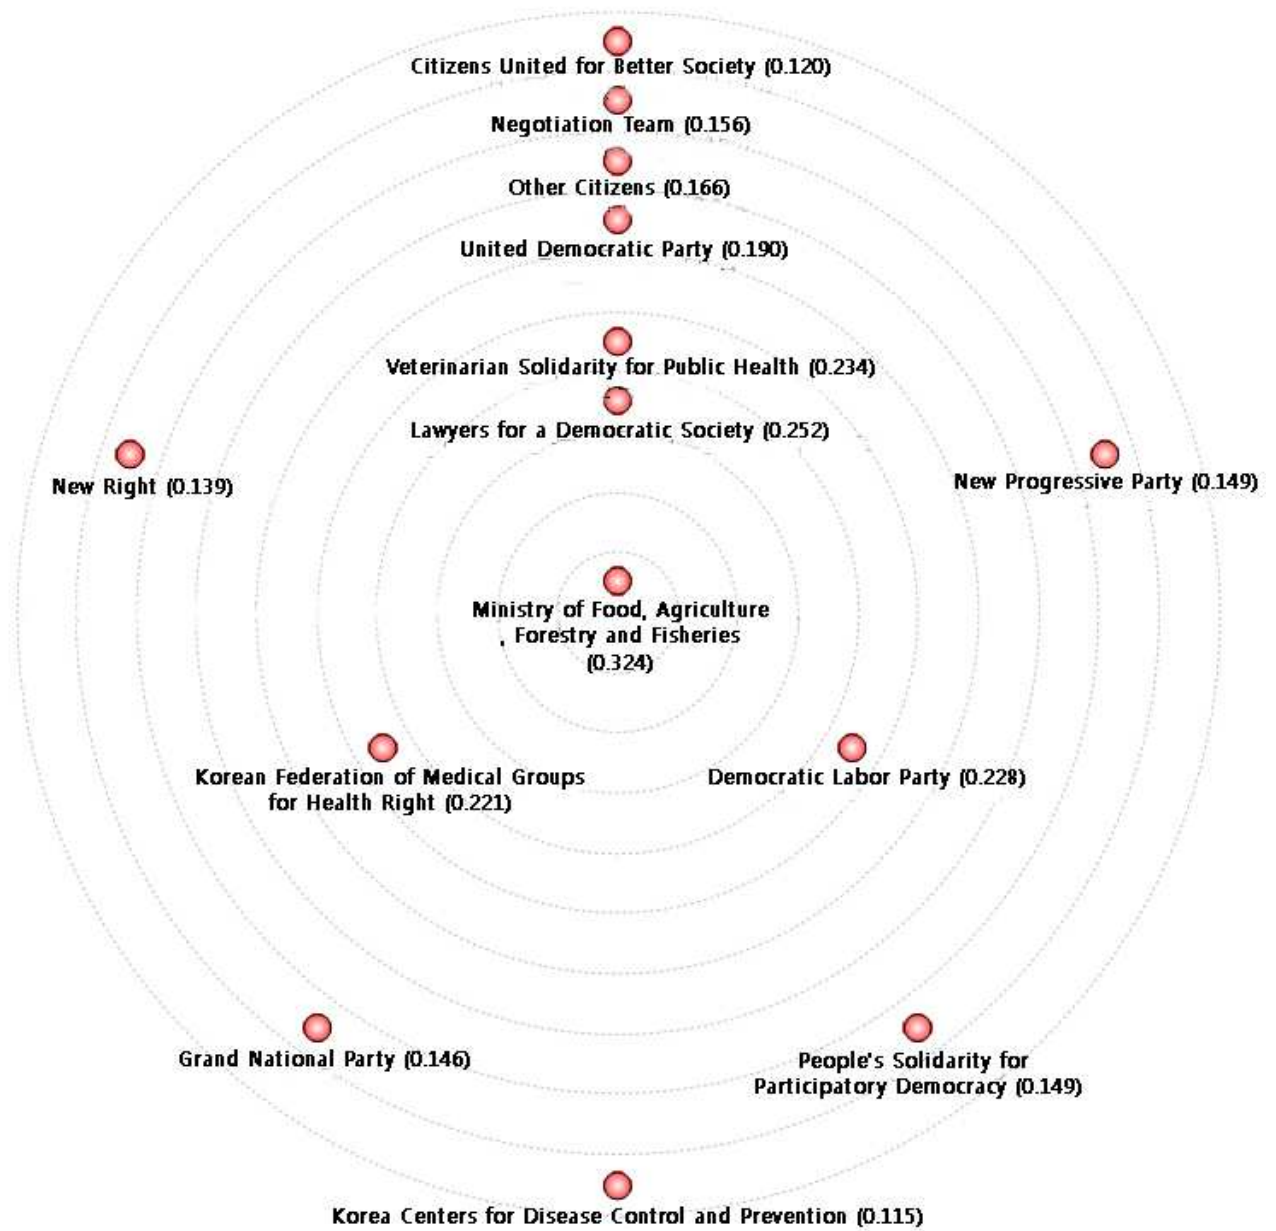 Citizens United for Better Society (0.120)
Negotiation Team (0.156)
Other Citizens (0.166)
United Democratic Party (0.190)
Veterinarian Solidarity for Public Health (0.234)
Lawyers for a Democratic Society (0.252)
New Right (0.139)
New Progressive Party (0.149)
Ministry of Food, Agriculture
, Forestry and Fisheries
(0.324)
Korean Federation of Medical Groups
for Health Right (0.221)
Democratic Labor Party (0.228)
Grand National Party (0.146)
People's Solidarity for
Participatory Democracy (0.149)
Korea Centers for Disease Control and Prevention (0.115)